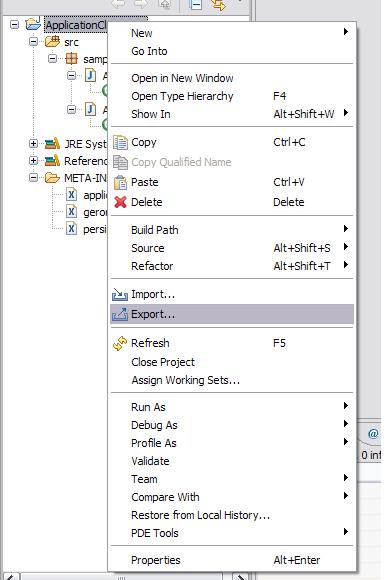 ApplicationCl
src
samp
A
A
JRE Syst
Reference
META-IN
applic
geron
persi
New
Go Into
Open in New Window
Open Type Hierarchy F4
Show In Alt+Shift+W
Copy Ctrl+C
Copy Qualified Name
Paste Ctrl+V
Delete Delete
Build Path
Source Alt+Shift+S
Refactor Alt+Shift+T
Import...
Export...
Refresh F5
Close Project
Assign Working Sets...
Run As
Debug As
Profile As
Validate
Team
Compare With
Restore from Local History...
PDE Tools
Properties Alt+Enter
@
, 0 inf